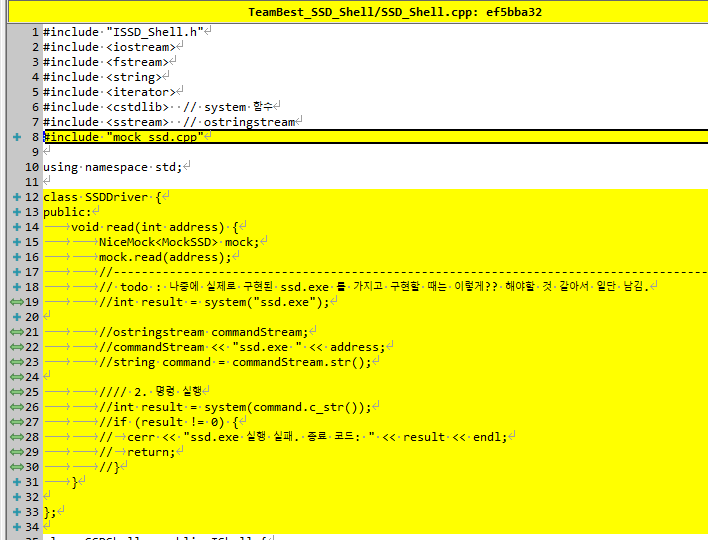 TeamBest_SSD_Shell/SSD_Shell.cpp: ef5bba32
1 #include "ISSD_Shell.h"
2 #include <iostream>
3 #include <fstream>
4 #include <string>
5 #include <iterator>
6 #include <cstdlib>  // system 함수
7 #include <sstream>  // ostringstream
8 #include "mock ssd.cpp"
9
10 using namespace std;
11
12 class SSDDriver {
13 public:
14 void read(int address) {
15 NiceMock<MockSSD> mock;
16 mock.read(address);
17 //------------------------------------------------------------------------------------
18 // todo : 나중에 실제로 구현된 ssd.exe 를 가지고 구현할 때는 이렇게?? 해야할 것 같아서 일단 남김.
19 //int result = system("ssd.exe");
20
21 //ostringstream commandStream;
22 //commandStream << "ssd.exe " << address;
23 //string command = commandStream.str();
24
25 //// 2. 명령 실행
26 //int result = system(command.c_str());
27 //if (result != 0) {
28 // cerr << "ssd.exe 실행 실패. 종료 코드: " << result << endl;
29 // return;
30 //}
31 }
32
33 };
34